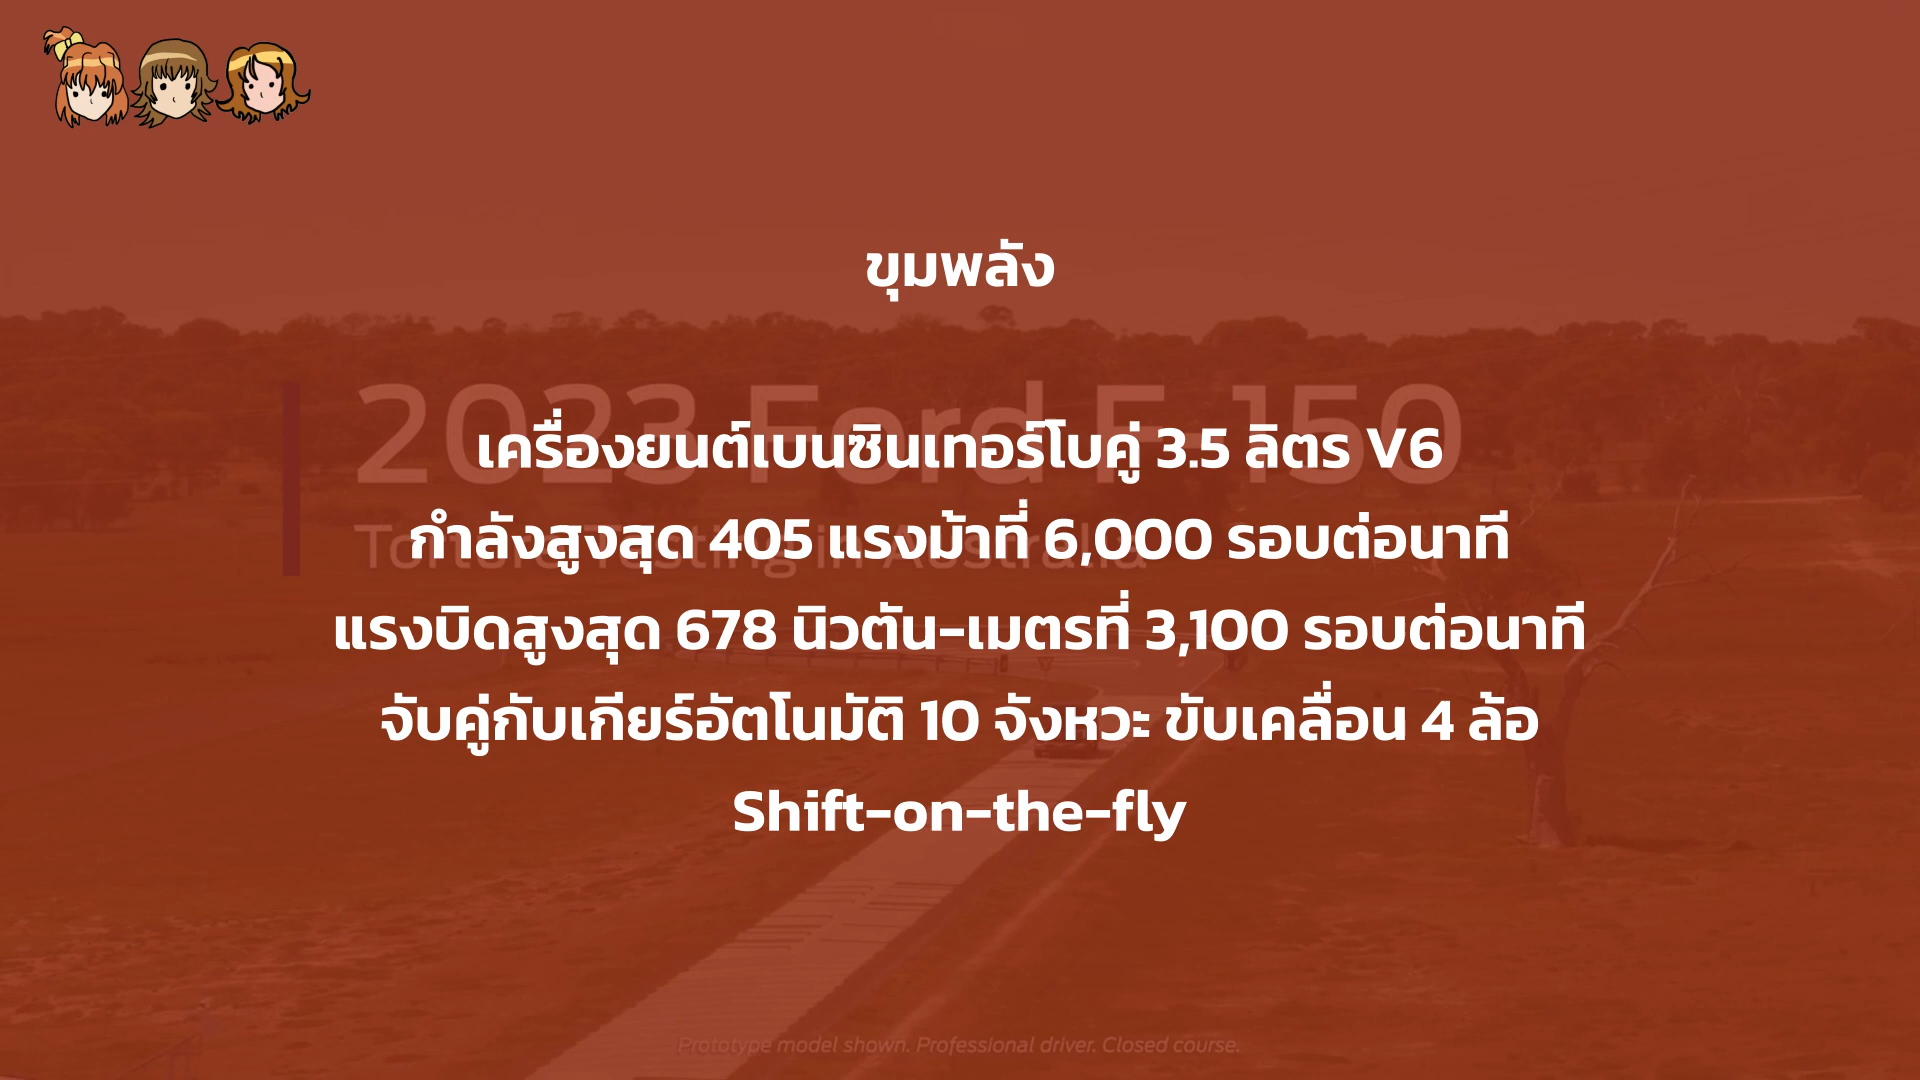 ขุมพลัง
2023 Ford F-150
เครื่องยนต์เบนซินเทอร์โบคู่ 3.5 ลิตร V6
Torture Testing in Australia
กำลังสูงสุด 405 แรงม้าที่ 6,000 รอบต่อนาที
แรงบิดสูงสุด 678 นิวตัน-เมตรที่ 3,100 รอบต่อนาที
จับคู่กับเกียร์อัตโนมัติ 10 จังหวะ ขับเคลื่อน 4 ล้อ
Shift-on-the-fly
Prototype model shown. Professional driver. Closed course.